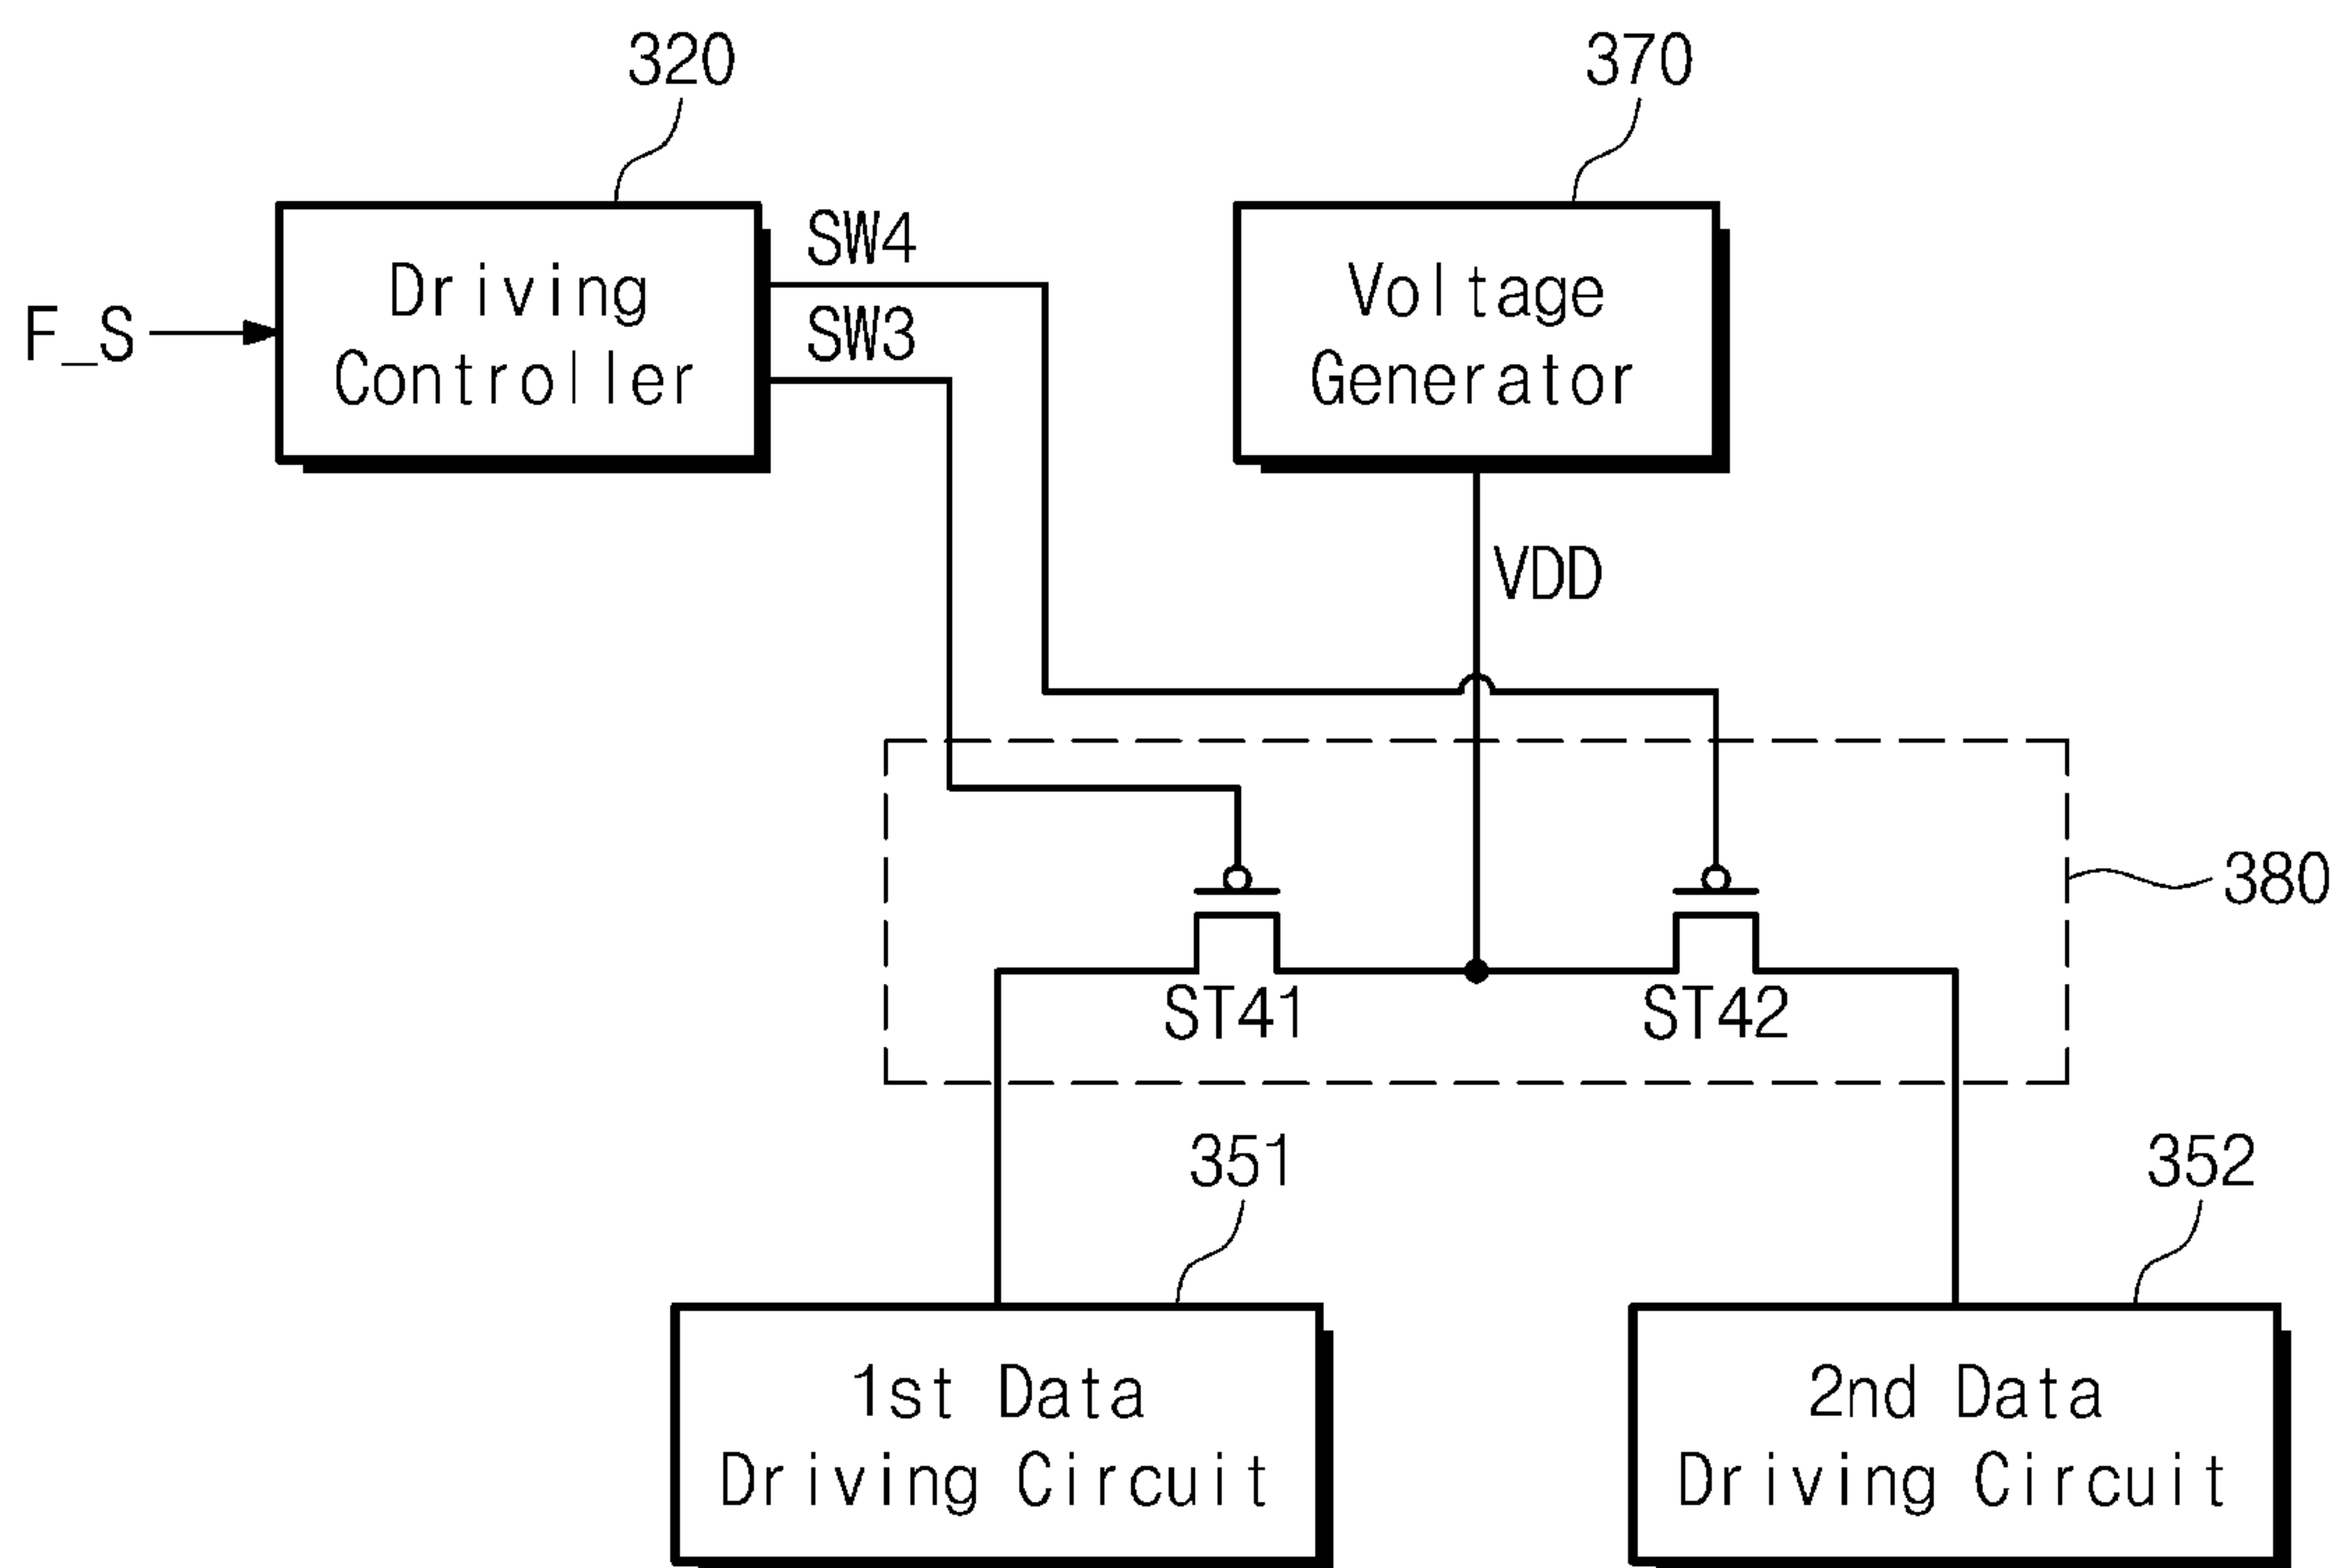 320
370
SW4
Driving
Controller
F_S
SW3
Voltage
Generator
VDD
380
ST41
ST42
351
352
1st Data
Driving Circuit
2nd Data
Driving Circuit